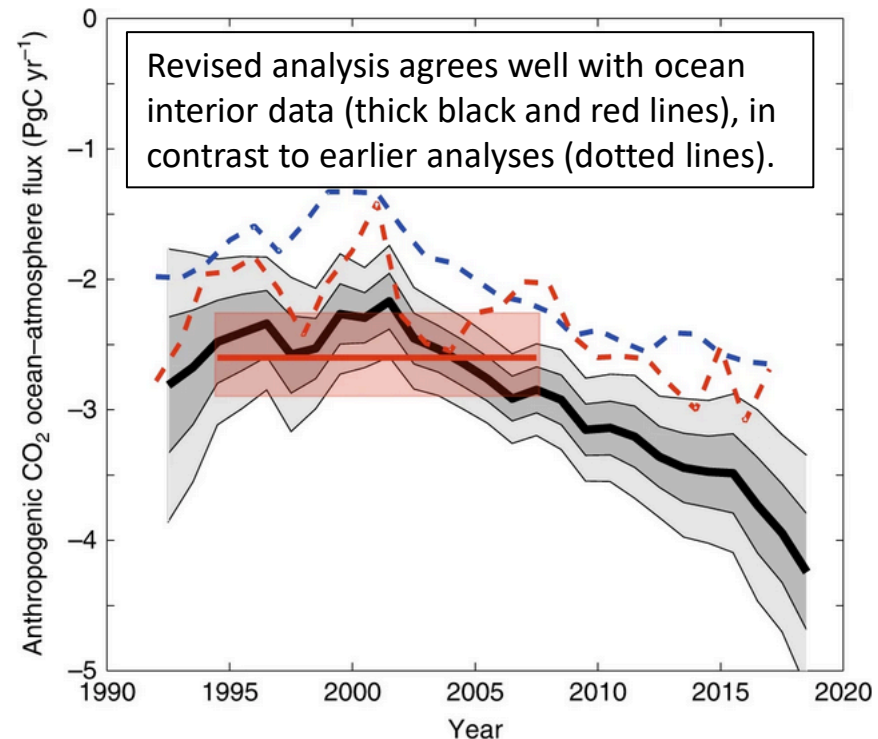 Revised analysis agrees well with ocean
interior data (thick black and red lines), in
contrast to earlier analyses (dotted lines).
Anthropogenic CO₂ ocean–atmosphere flux (PgC yr⁻¹)
0
−1
−2
−3
−4
−5
1990
1995
2000
2005
2010
2015
2020
Year